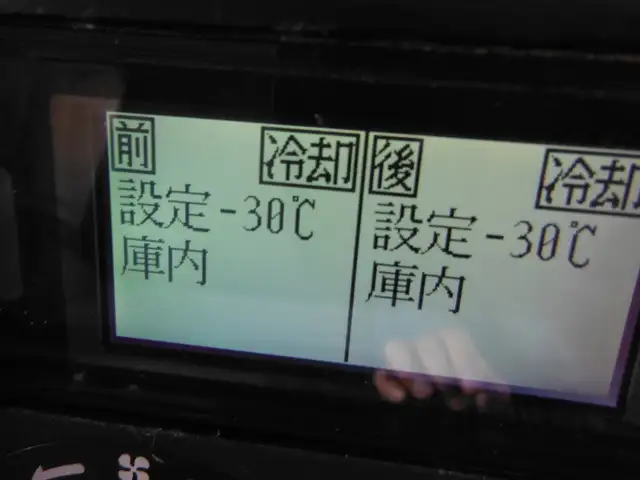 前 冷却
設定 -30℃
庫内
後 冷却
設定 -30℃
庫内